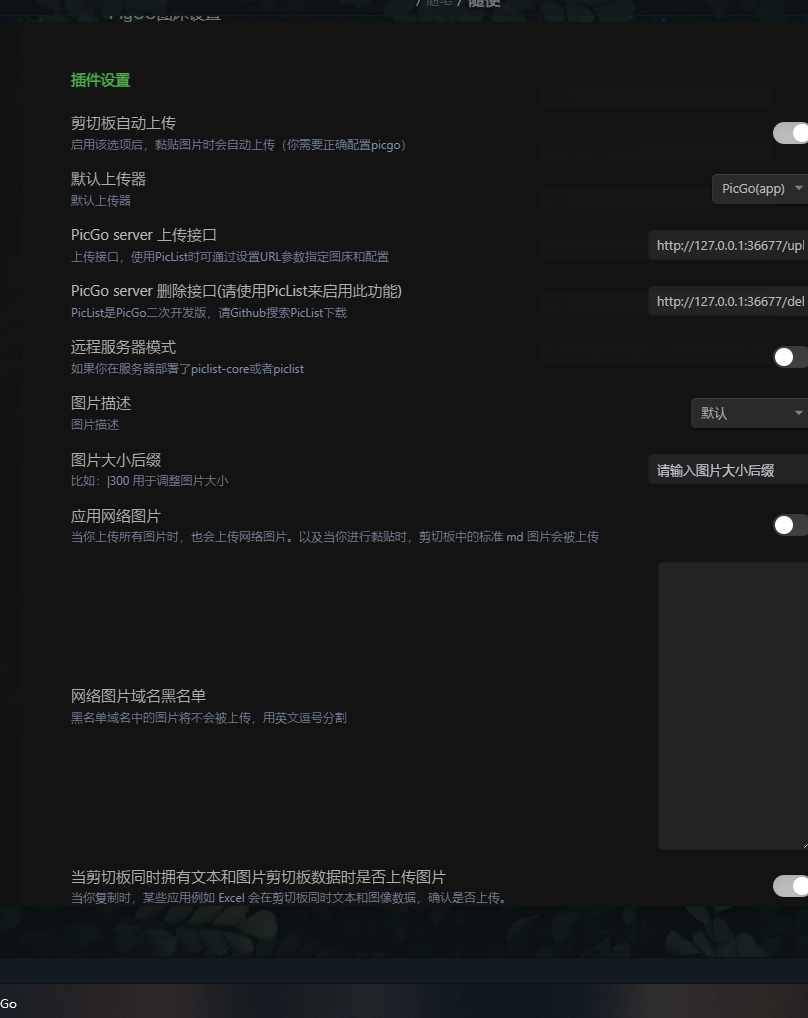 / 随笔 / 随便
PigGo图床设置
插件设置
剪切板自动上传
启用该选项后，黏贴图片时会自动上传（你需要正确配置picgo）
默认上传器
PicGo(app)
默认上传器
PicGo server 上传接口
http://127.0.0.1:36677/upl
上传接口，使用PicList时可通过设置URL参数指定图床和配置
PicGo server 删除接口(请使用PicList来启用此功能)
http://127.0.0.1:36677/del
PicList是PicGo二次开发版，请Github搜索PicList下载
远程服务器模式
如果你在服务器部署了piclist-core或者piclist
图片描述
默认
图片描述
图片大小后缀
请输入图片大小后缀
比如：|300 用于调整图片大小
应用网络图片
当你上传所有图片时，也会上传网络图片。以及当你进行黏贴时，剪切板中的标准 md 图片会被上传
网络图片域名黑名单
黑名单域名中的图片将不会被上传，用英文逗号分割
当剪切板同时拥有文本和图片剪切板数据时是否上传图片
当你复制时，某些应用例如 Excel 会在剪切板同时文本和图像数据，确认是否上传。
Go